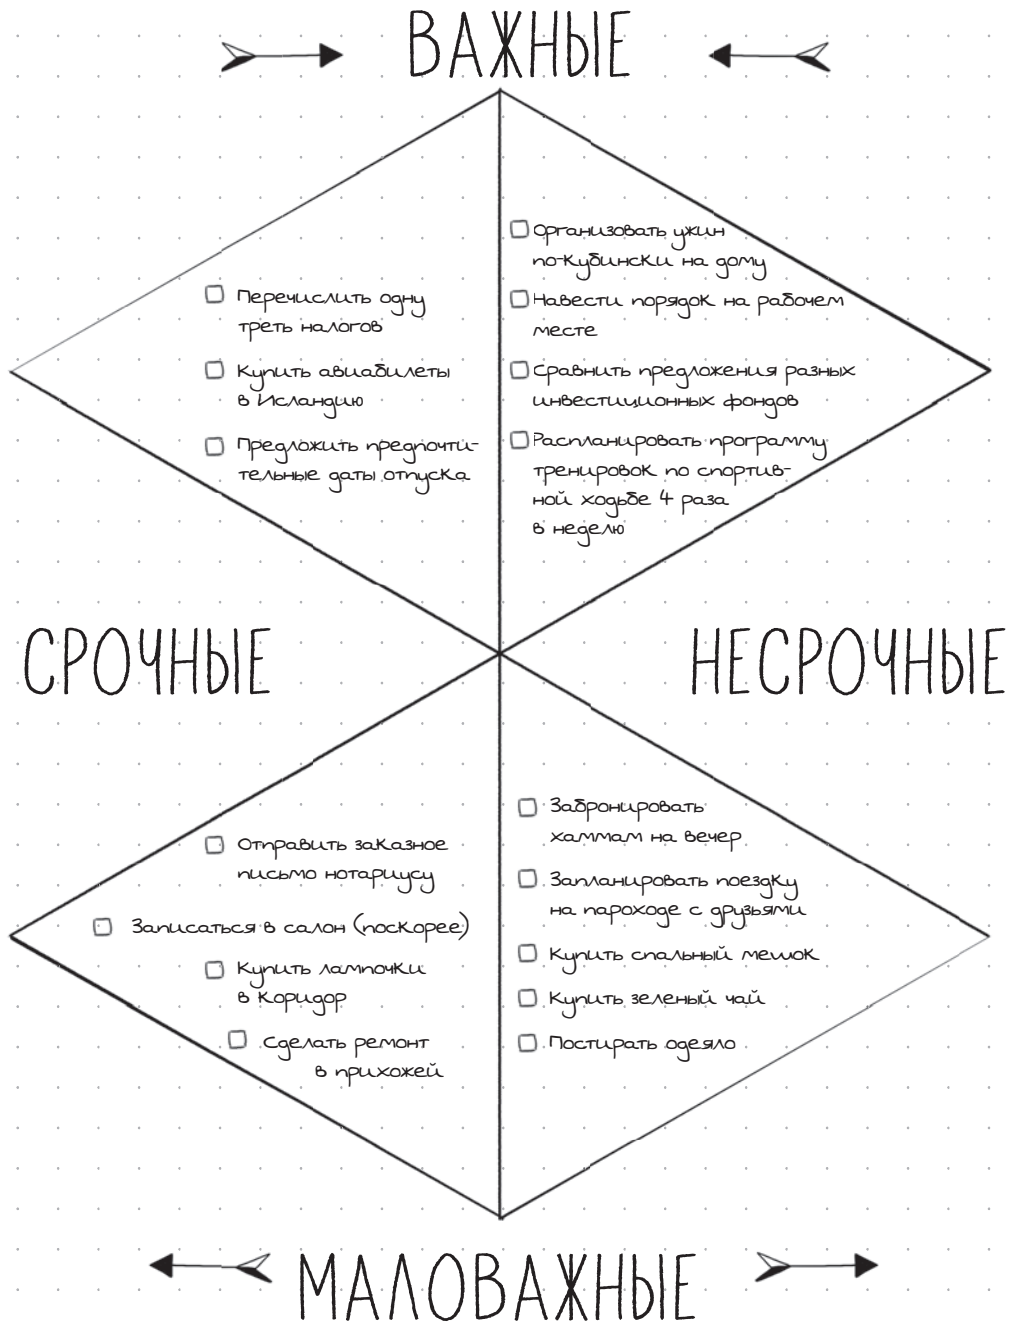 ВАЖНЫЕ
Перечислить одну
треть налогов
Купить авиабилеты
в Исландию
Предложить предпочти-
тельные даты отпуска
Организовать ужин
по-кубински на дому
Навести порядок на рабочем
месте
Сравнить предложения разных
инвестиционных фондов
Распланировать программу
тренировок по спортив-
ной ходьбе 4 раза
в неделю
СРОЧНЫЕ
НЕСРОЧНЫЕ
Отправить заказное
письмо нотариусу
Записаться в салон (поскорее)
Купить лампочки
в коридор
Сделать ремонт
в прихожей
Забронировать
хаммам на вечер
Запланировать поездку
на пароходе с друзьями
Купить спальный мешок
Купить зеленый чай
Постирать одеяло
МАЛОВАЖНЫЕ